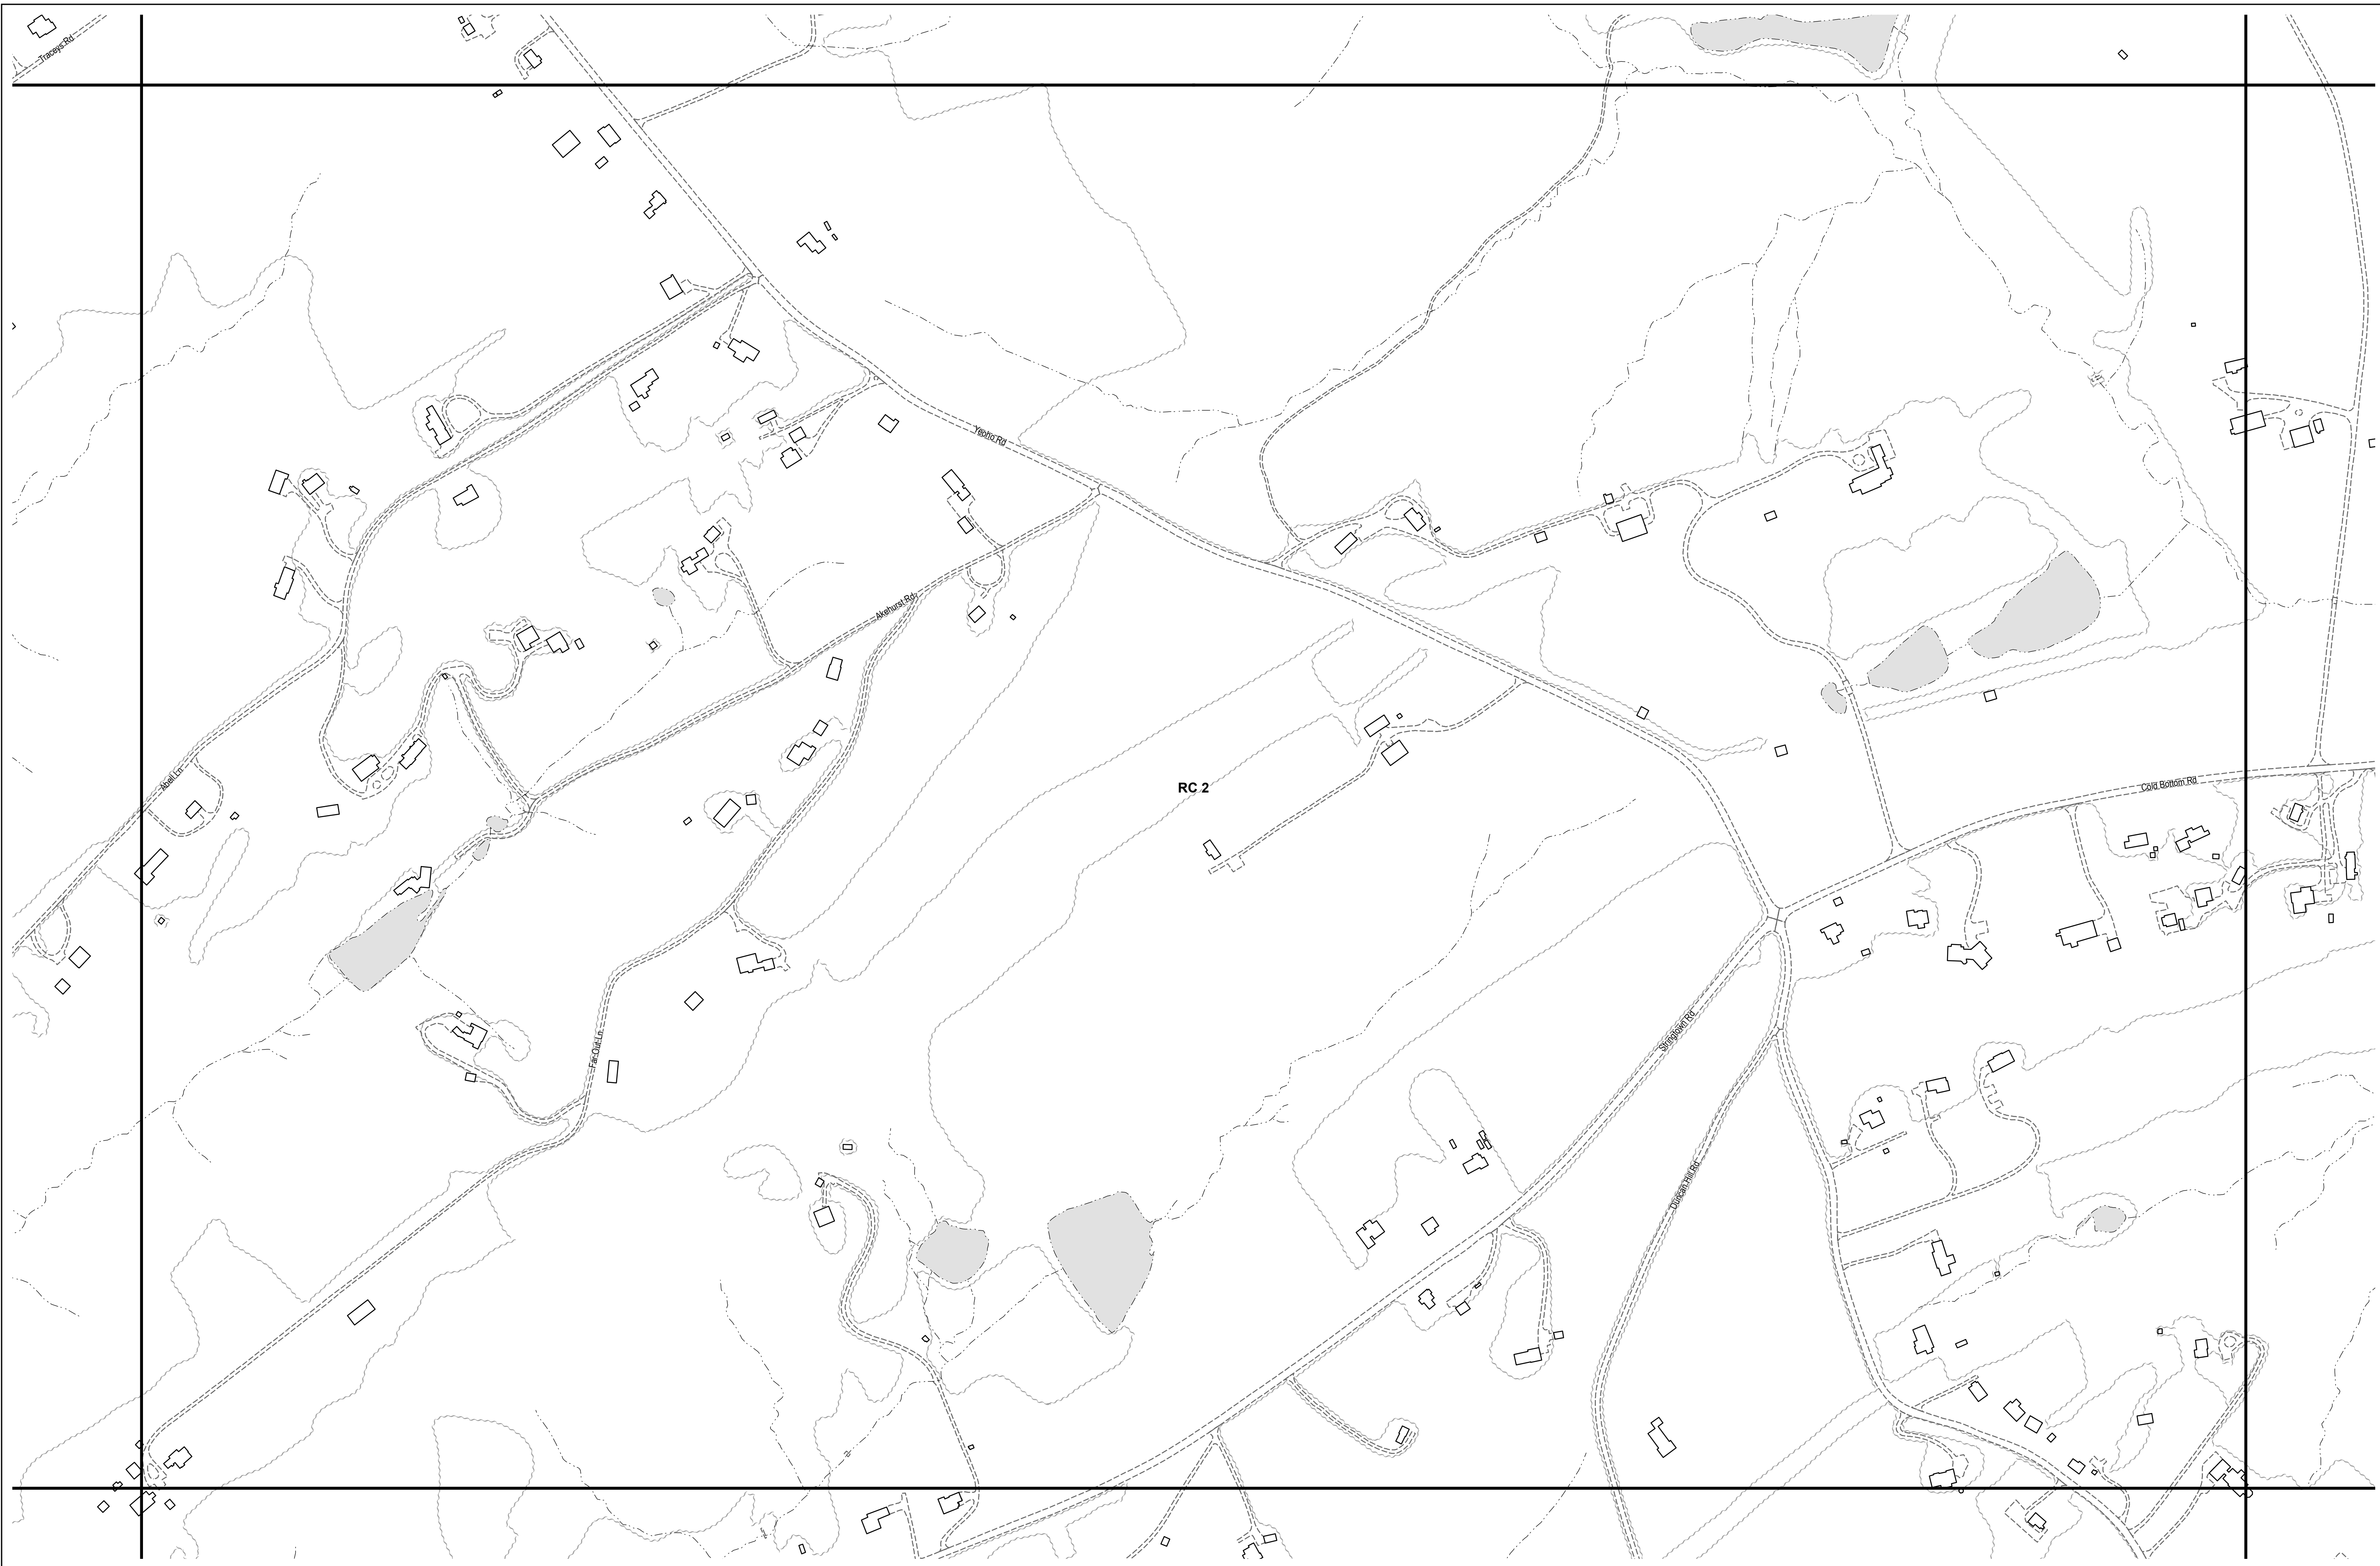 Traceys Rd
Yeoho Rd
Akehurst Rd
Abell Ln
RC 2
Cold Bottom Rd
Stringtown Rd
Far Out Ln
Duncan Hill Rd